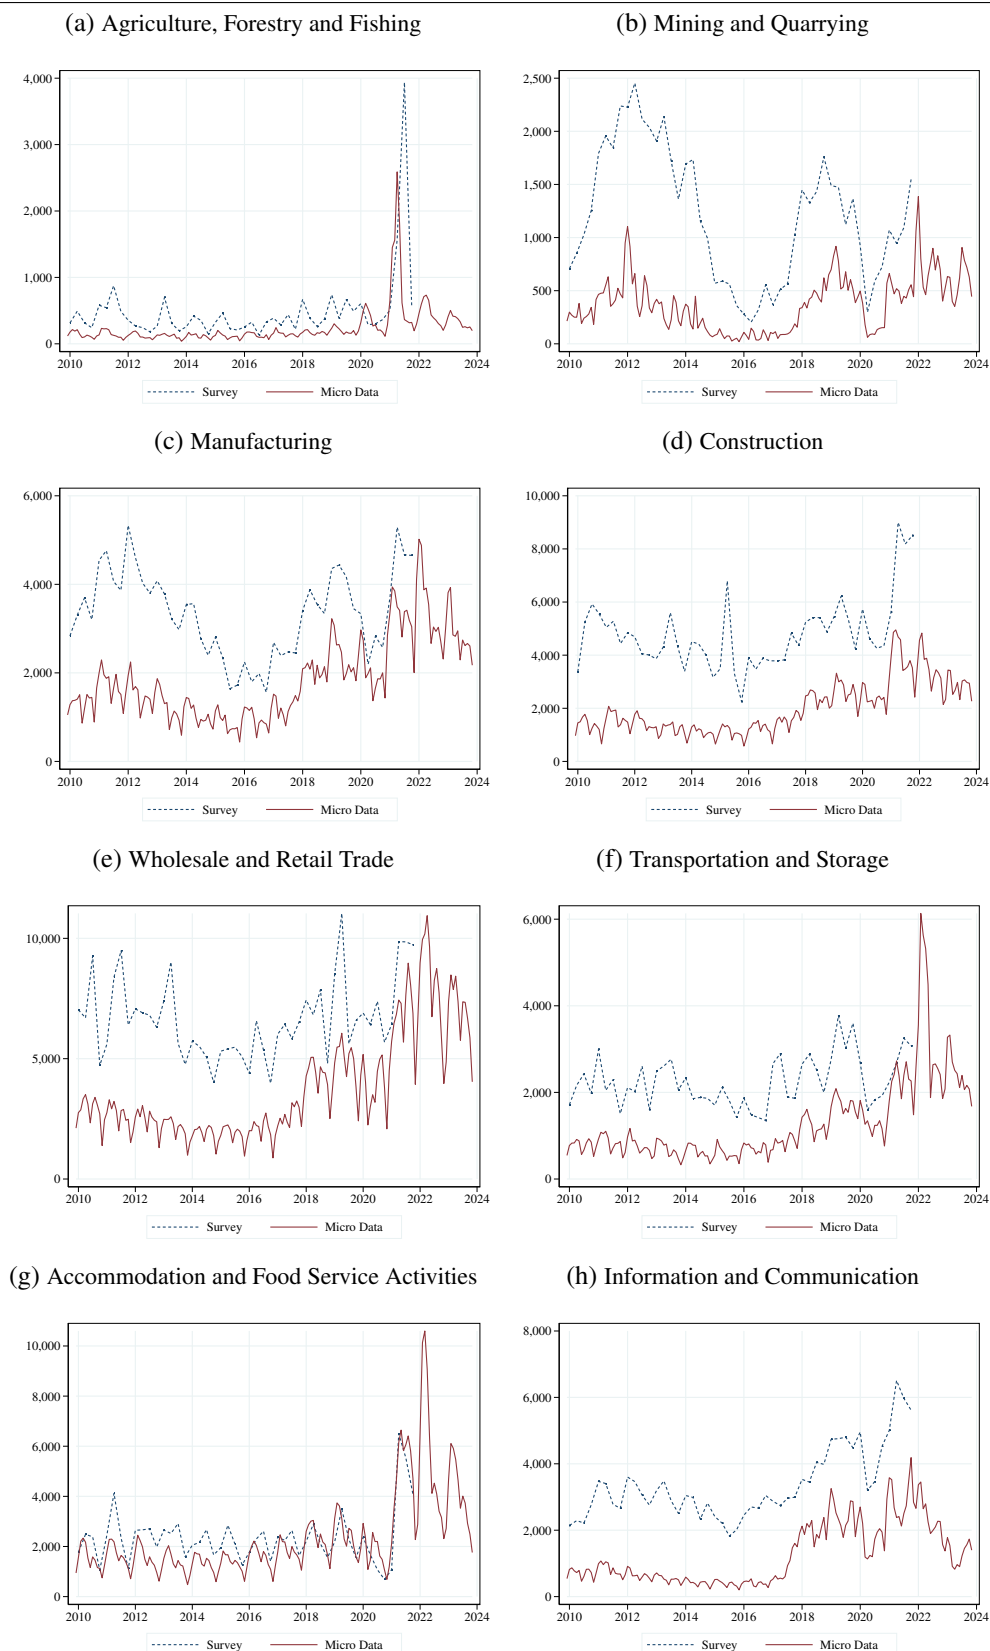 (a) Agriculture, Forestry and Fishing
(b) Mining and Quarrying
4,000
3,000
2,000
1,000
0
2010 2012 2014 2016 2018 2020 2022 2024
Survey Micro Data
2,500
2,000
1,500
1,000
500
0
2010 2012 2014 2016 2018 2020 2022 2024
Survey Micro Data
(c) Manufacturing
(d) Construction
6,000
4,000
2,000
0
2010 2012 2014 2016 2018 2020 2022 2024
Survey Micro Data
10,000
8,000
6,000
4,000
2,000
0
2010 2012 2014 2016 2018 2020 2022 2024
Survey Micro Data
(e) Wholesale and Retail Trade
(f) Transportation and Storage
10,000
5,000
0
2010 2012 2014 2016 2018 2020 2022 2024
Survey Micro Data
6,000
4,000
2,000
0
2010 2012 2014 2016 2018 2020 2022 2024
Survey Micro Data
(g) Accommodation and Food Service Activities
(h) Information and Communication
10,000
8,000
6,000
4,000
2,000
0
2010 2012 2014 2016 2018 2020 2022 2024
Survey Micro Data
8,000
6,000
4,000
2,000
0
2010 2012 2014 2016 2018 2020 2022 2024
Survey Micro Data